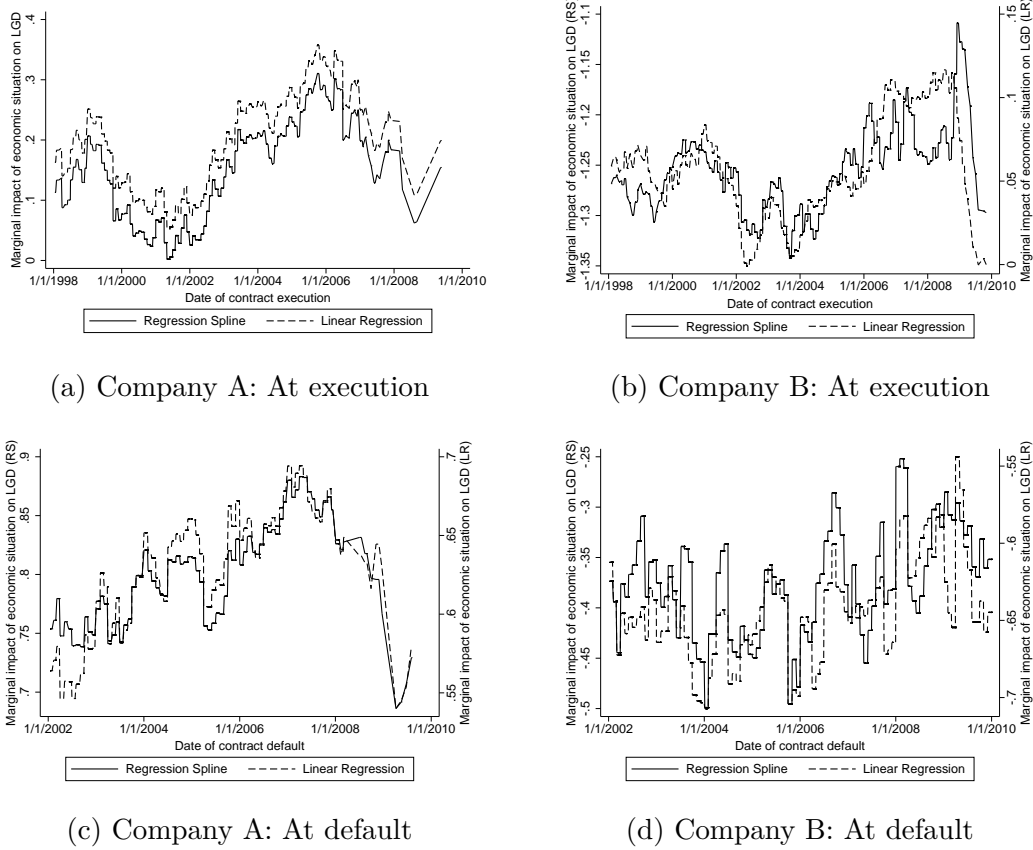 Marginal impact of economic situation on LGD
.4
.3
.2
.1
0
1/1/1998 1/1/2000 1/1/2002 1/1/2004 1/1/2006 1/1/2008 1/1/2010
Date of contract execution
Regression Spline Linear Regression
(a) Company A: At execution
Marginal impact of economic situation on LGD (RS)
-1.1
-1.15
-1.2
-1.25
-1.3
-1.35
.15
.1
.05
0
Marginal impact of economic situation on LGD (LR)
1/1/1998 1/1/2000 1/1/2002 1/1/2004 1/1/2006 1/1/2008 1/1/2010
Date of contract execution
Regression Spline Linear Regression
(b) Company B: At execution
Marginal impact of economic situation on LGD (RS)
.9
.85
.8
.75
.7
.7
.65
.6
.55
Marginal impact of economic situation on LGD (LR)
1/1/2002 1/1/2004 1/1/2006 1/1/2008 1/1/2010
Date of contract default
Regression Spline Linear Regression
(c) Company A: At default
Marginal impact of economic situation on LGD (RS)
-.25
-.3
-.35
-.4
-.45
-.5
-.55
-.6
-.65
-.7
Marginal impact of economic situation on LGD (LR)
1/1/2002 1/1/2004 1/1/2006 1/1/2008 1/1/2010
Date of contract default
Regression Spline Linear Regression
(d) Company B: At default